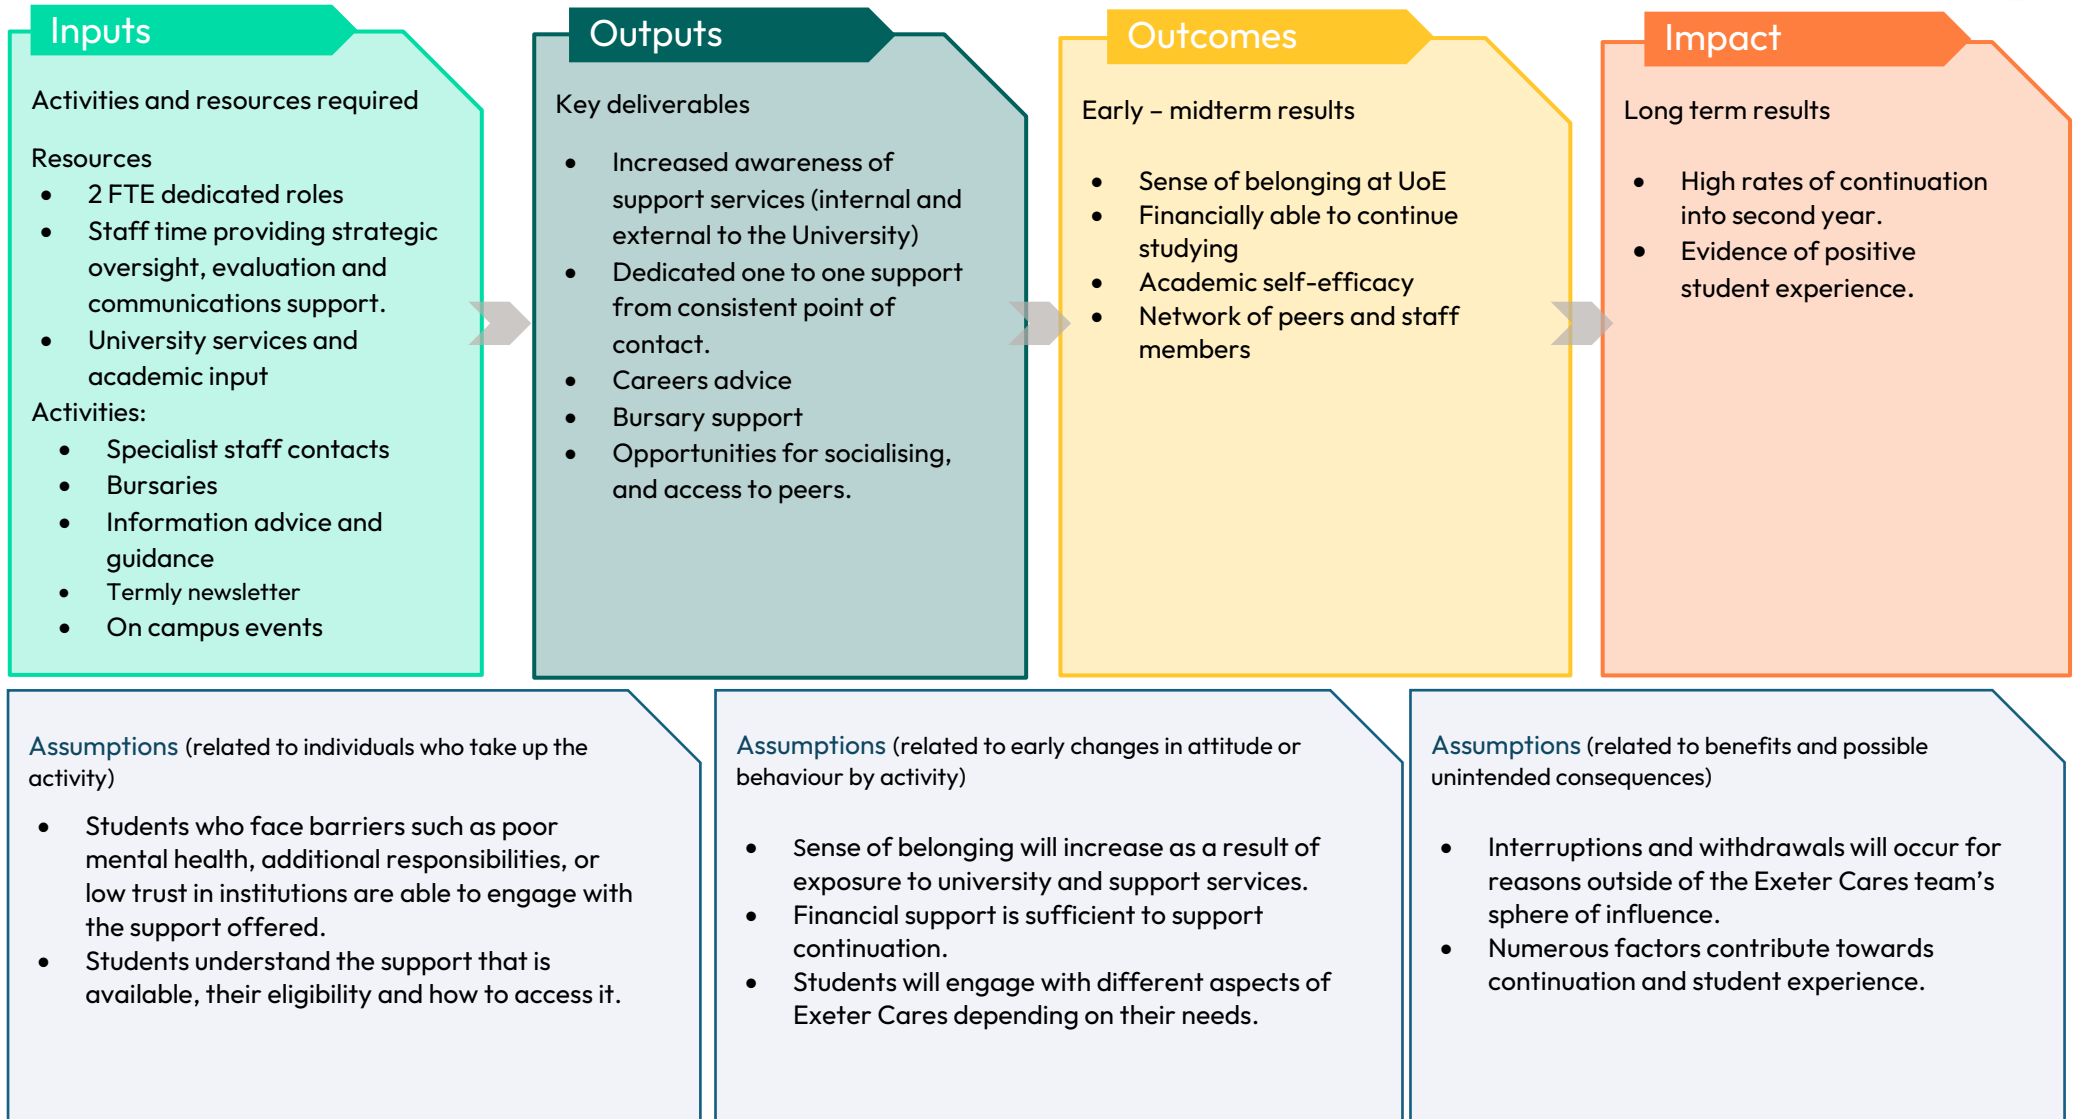 Inputs
Activities and resources required
Resources
• 2 FTE dedicated roles
• Staff time providing strategic
oversight, evaluation and
communications support.
• University services and
academic input
Activities:
• Specialist staff contacts
• Bursaries
• Information advice and
guidance
• Termly newsletter
• On campus events
Outputs
Key deliverables
• Increased awareness of
support services (internal and
external to the University)
• Dedicated one to one support
from consistent point of
contact.
• Careers advice
• Bursary support
• Opportunities for socialising,
and access to peers.
Outcomes
Early – midterm results
• Sense of belonging at UoE
• Financially able to continue
studying
• Academic self-efficacy
• Network of peers and staff
members
Impact
Long term results
• High rates of continuation
into second year.
• Evidence of positive
student experience.
Assumptions (related to individuals who take up the
activity)
• Students who face barriers such as poor
mental health, additional responsibilities, or
low trust in institutions are able to engage with
the support offered.
• Students understand the support that is
available, their eligibility and how to access it.
Assumptions (related to early changes in attitude or
behaviour by activity)
• Sense of belonging will increase as a result of
exposure to university and support services.
• Financial support is sufficient to support
continuation.
• Students will engage with different aspects of
Exeter Cares depending on their needs.
Assumptions (related to benefits and possible
unintended consequences)
• Interruptions and withdrawals will occur for
reasons outside of the Exeter Cares team’s
sphere of influence.
• Numerous factors contribute towards
continuation and student experience.